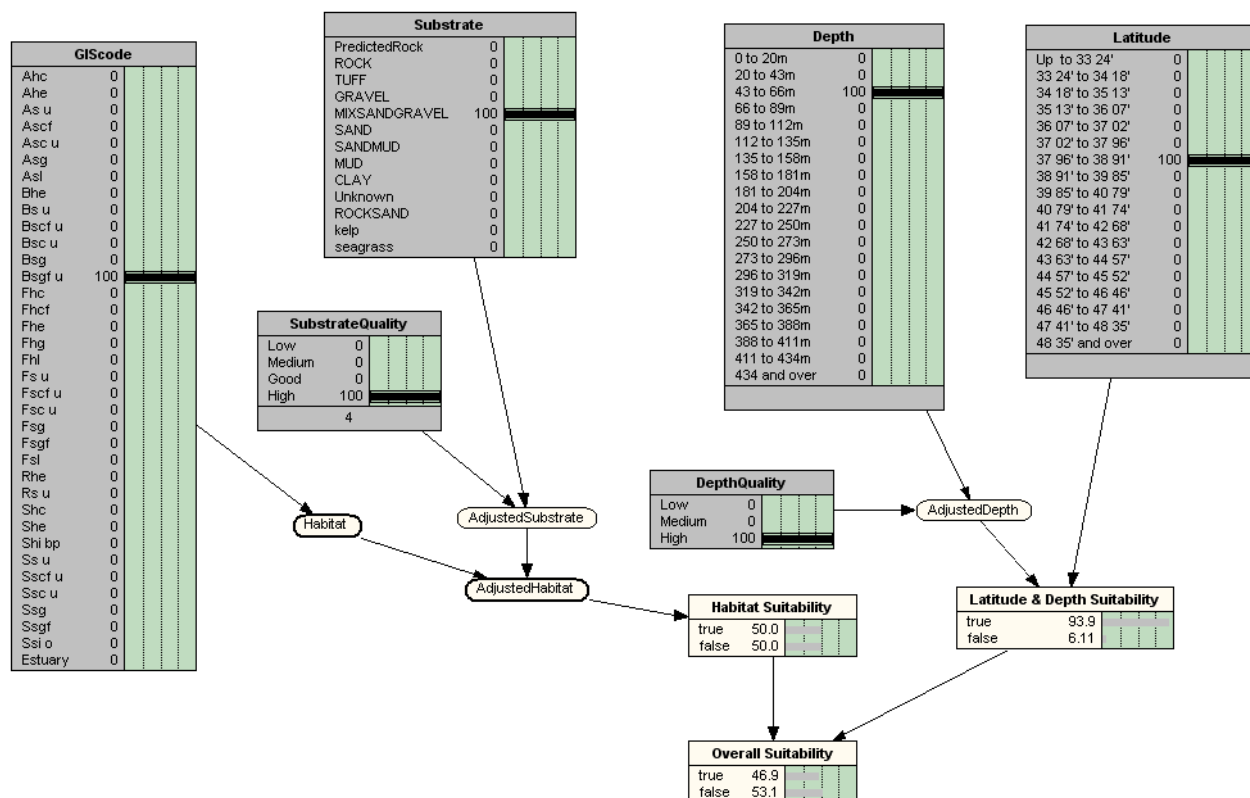 GIScode
Ahc 0
Ahe 0
As u 0
Ascf 0
Asc u 0
Asg 0
Asl 0
Bhe 0
Bs u 0
Bscf u 0
Bsc u 0
Bsg 0
Bsgf u 100
Fhc 0
Fhcf 0
Fhe 0
Fhg 0
Fhl 0
Fs u 0
Fscf u 0
Fsc u 0
Fsg 0
Fsgf 0
Fsl 0
Rhe 0
Rs u 0
Shc 0
She 0
Shi bp 0
Ss u 0
Sscf u 0
Ssc u 0
Ssg 0
Ssgf 0
Ssi o 0
Estuary 0
Substrate
PredictedRock 0
ROCK 0
TUFF 0
GRAVEL 0
MIXSANDGRAVEL 100
SAND 0
SANDMUD 0
MUD 0
CLAY 0
Unknown 0
ROCKSAND 0
kelp 0
seagrass 0
Depth
0 to 20m 0
20 to 43m 0
43 to 66m 100
66 to 89m 0
89 to 112m 0
112 to 135m 0
135 to 158m 0
158 to 181m 0
181 to 204m 0
204 to 227m 0
227 to 250m 0
250 to 273m 0
273 to 296m 0
296 to 319m 0
319 to 342m 0
342 to 365m 0
365 to 388m 0
388 to 411m 0
411 to 434m 0
434 and over 0
Latitude
Up to 33 24' 0
33 24' to 34 18' 0
34 18' to 35 13' 0
35 13' to 36 07' 0
36 07' to 37 02' 0
37 02' to 37 96' 0
37 96' to 38 91' 100
38 91' to 39 85' 0
39 85' to 40 79' 0
40 79' to 41 74' 0
41 74' to 42 68' 0
42 68' to 43 63' 0
43 63' to 44 57' 0
44 57' to 45 52' 0
45 52' to 46 46' 0
46 46' to 47 41' 0
47 41' to 48 35' 0
48 35' and over 0
SubstrateQuality
Low 0
Medium 0
Good 0
High 100
4
DepthQuality
Low 0
Medium 0
High 100
Habitat
AdjustedSubstrate
AdjustedDepth
AdjustedHabitat
Habitat Suitability
true 50.0
false 50.0
Latitude & Depth Suitability
true 93.9
false 6.11
Overall Suitability
true 46.9
false 53.1